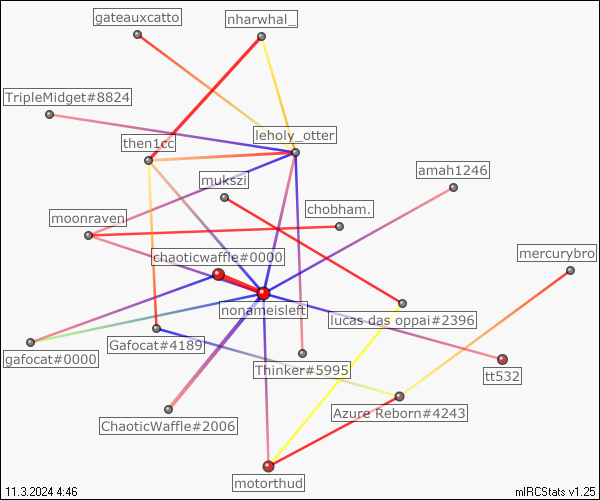 gateauxcatto
nharwhal_
TripleMidget#8824
leholy_otter
then1cc
amah1246
mukszi
chobham.
moonraven
mercurybro
chaoticwaffle#0000
nonameisleft
lucas das oppai#2396
Gafocat#4189
gafocat#0000
Thinker#5995
tt532
Azure Reborn#4243
ChaoticWaffle#2006
motorthud
11.3.2024 4:46
mIRCStats v1.25